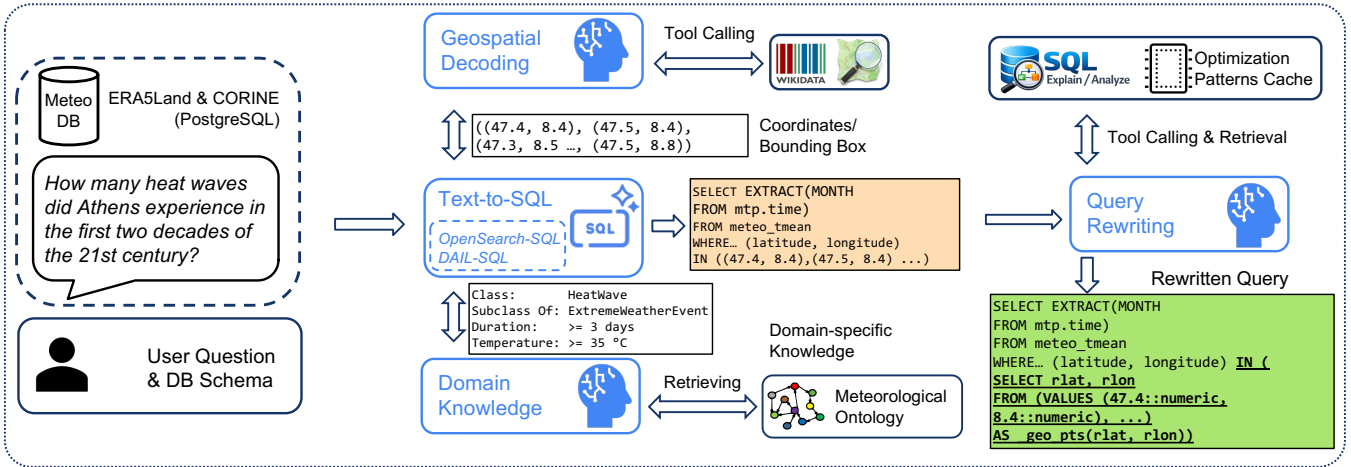 Meteo
DB
ERA5Land & CORINE
(PostgreSQL)
How many heat waves
did Athens experience in
the first two decades of
the 21st century?
User Question
& DB Schema
Geospatial
Decoding
Tool Calling
WIKIDATA
((47.4, 8.4), (47.5, 8.4),
(47.3, 8.5 …, (47.5, 8.8))
Coordinates/
Bounding Box
Text-to-SQL
OpenSearch-SQL
DAIL-SQL
SQL
SELECT EXTRACT(MONTH
FROM mtp.time)
FROM meteo_tmean
WHERE… (latitude, longitude)
IN ((47.4, 8.4),(47.5, 8.4) ...)
Class: HeatWave
Subclass Of: ExtremeWeatherEvent
Duration: >= 3 days
Temperature: >= 35 ºC
Domain
Knowledge
Retrieving
Domain-specific
Knowledge
Meteorological
Ontology
SQL
Explain / Analyze
Optimization
Patterns Cache
Tool Calling & Retrieval
Query
Rewriting
Rewritten Query
SELECT EXTRACT(MONTH
FROM mtp.time)
FROM meteo_tmean
WHERE… (latitude, longitude) IN (
SELECT rlat, rlon
FROM (VALUES (47.4::numeric,
8.4::numeric), ...)
AS _geo_pts(rlat, rlon))